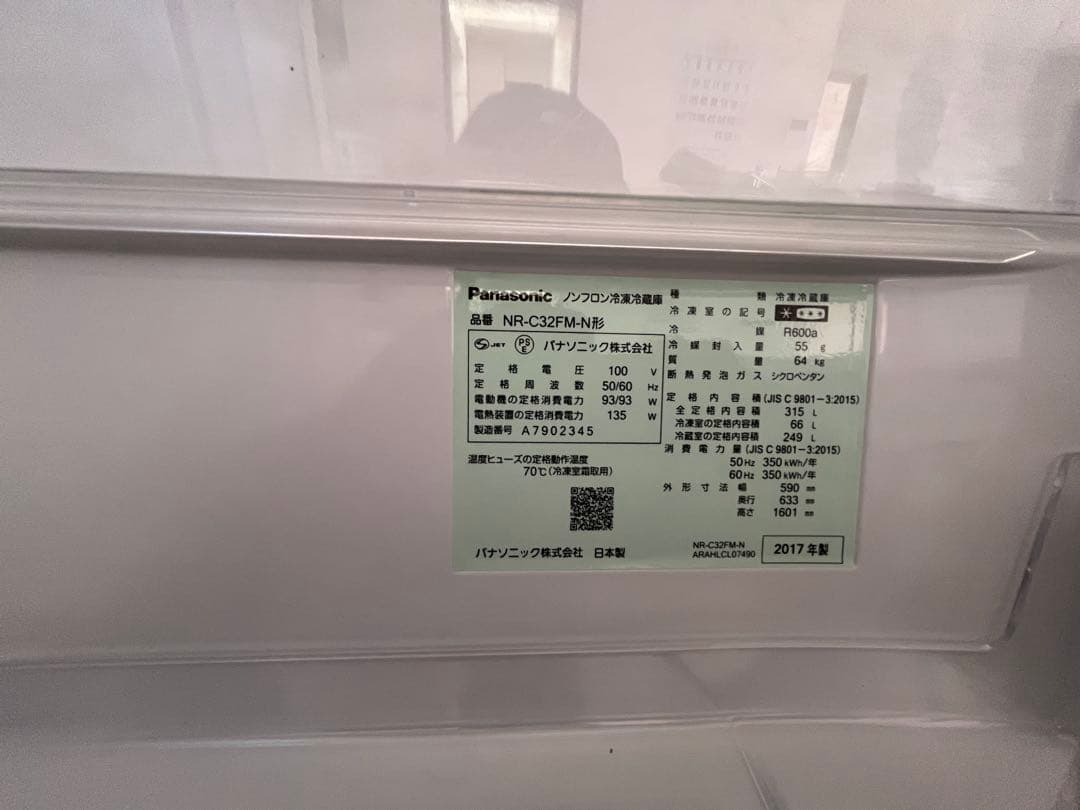 Panasonic ノンフロン冷凍冷蔵庫
品番 NR-C32FM-N形
JET PSE パナソニック株式会社
定格電圧 100 V
定格周波数 50/60 Hz
電動機の定格消費電力 93/93 W
電熱装置の定格消費電力 135 W
製造番号 A7902345
温度ヒューズの定格動作温度
70℃(冷凍室霜取用)
パナソニック株式会社 日本製
種類 冷凍冷蔵庫
冷凍室の記号
冷媒 R600a
冷媒封入量 55 g
質量 64 kg
断熱発泡ガス シクロペンタン
定格内容積(JIS C 9801-3:2015)
全定格内容積 315 L
冷凍室の定格内容積 66 L
冷蔵室の定格内容積 249 L
消費電力量(JIS C 9801-3:2015)
50Hz 350 kWh/年
60Hz 350 kWh/年
外形寸法 幅 590 mm
奥行 633 mm
高さ 1601 mm
NR-C32FM-N
ARAHLCL07490
2017年製